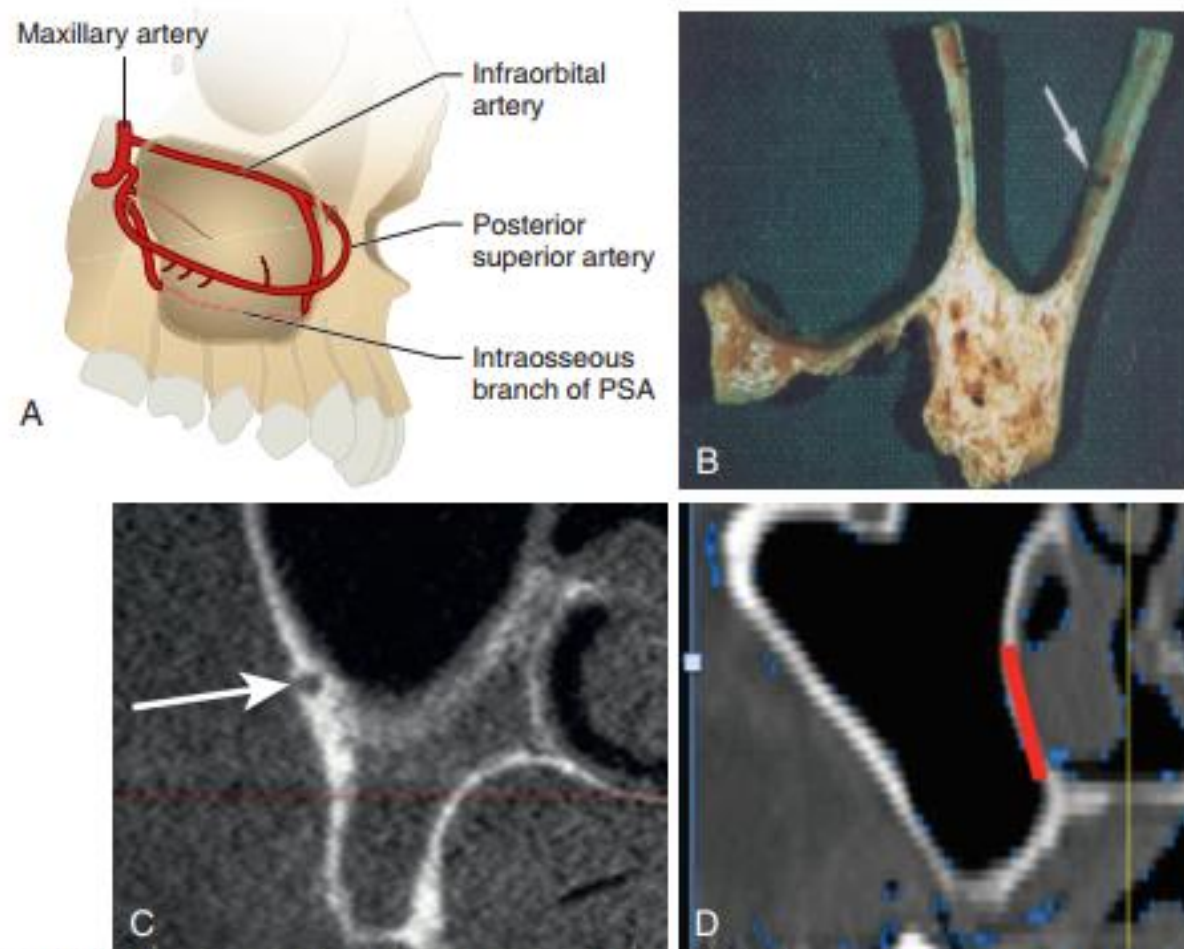 Maxillary artery
Infraorbital
artery
Posterior
superior artery
Intraosseous
branch of PSA
A
B
C
D